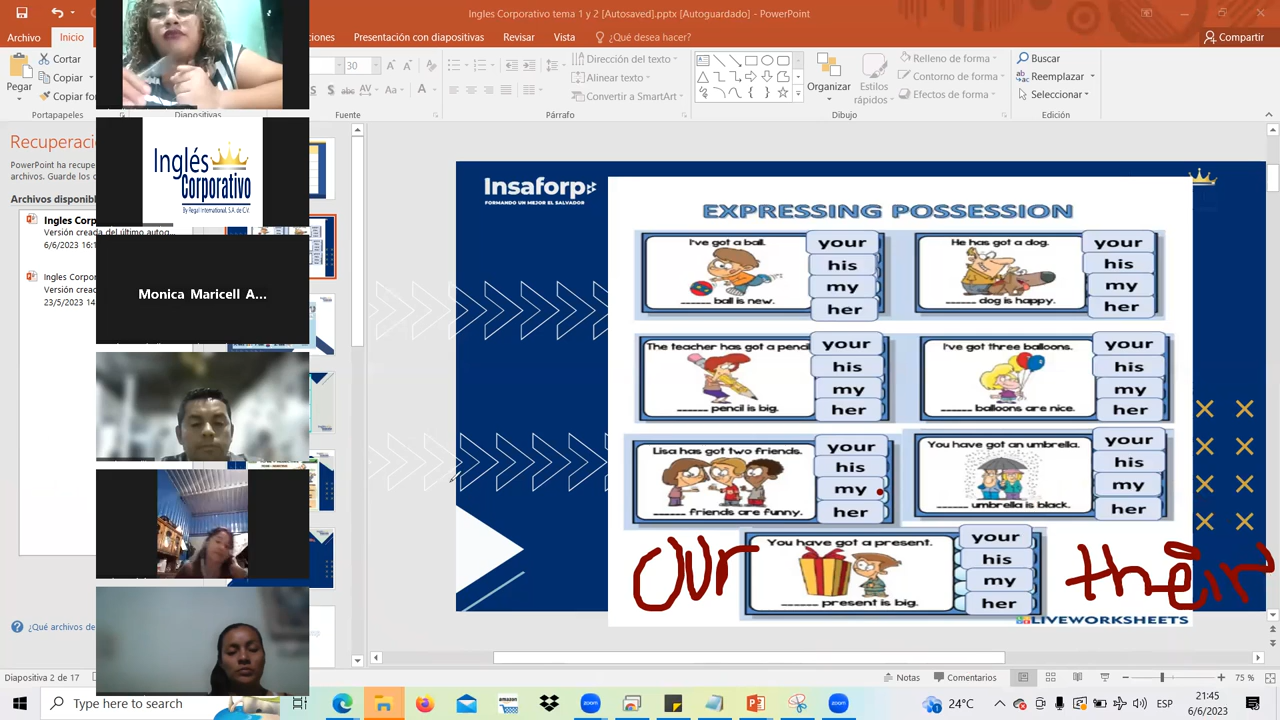 Inglés Corporativo tema 1 y 2 [Autosaved].pptx [Autoguardado] - PowerPoint
Archivo
Inicio
Presentación con diapositivas
Revisar
Vista
¿Qué desea hacer?
Compartir
Cortar
Copiar
Copiar
Pegar
30
Dirección del texto
Alinear texto
Convertir a SmartArt
Organizar
Estilos
rápidos
Relleno de forma
Contorno de forma
Efectos de forma
Buscar
Reemplazar
Seleccionar
Portapapeles
Diapositivas
Fuente
Párrafo
Dibujo
Edición
PowerPoint ha recupe
archivos. Guarde los
Archivos disponibl
Ingles Corpor
Versión creada del último autog...
6/6/2023 16:1
Inglés Corpor
Versión creada
23/5/2023 14
¿Qué archivos de
Inglés
Corporativo
By Regal International, S.A. de C.V.
Monica Maricell A...
Insaforp
FORMANDO UN MEJOR EL SALVADOR
EXPRESSING POSSESSION
I've got a ball.
______ ball is new.
your
his
my
her
He has got a dog.
______ dog is happy.
your
his
my
her
The teacher has got a pencil
______ pencil is big.
your
his
my
her
I've got three balloons.
______ balloons are nice.
your
his
my
her
Lisa has got two friends.
______ friends are funny.
your
his
my
her
You have got an umbrella.
______ umbrella is black.
your
his
my
her
You have got a present.
______ present is big.
your
his
my
her
our
their
LIVEWORKSHEETS
Diapositiva 2 de 17
Notas
Comentarios
75 %
here to search
amazon
zoom
zoom
24°C
ESP
21:46
6/6/2023